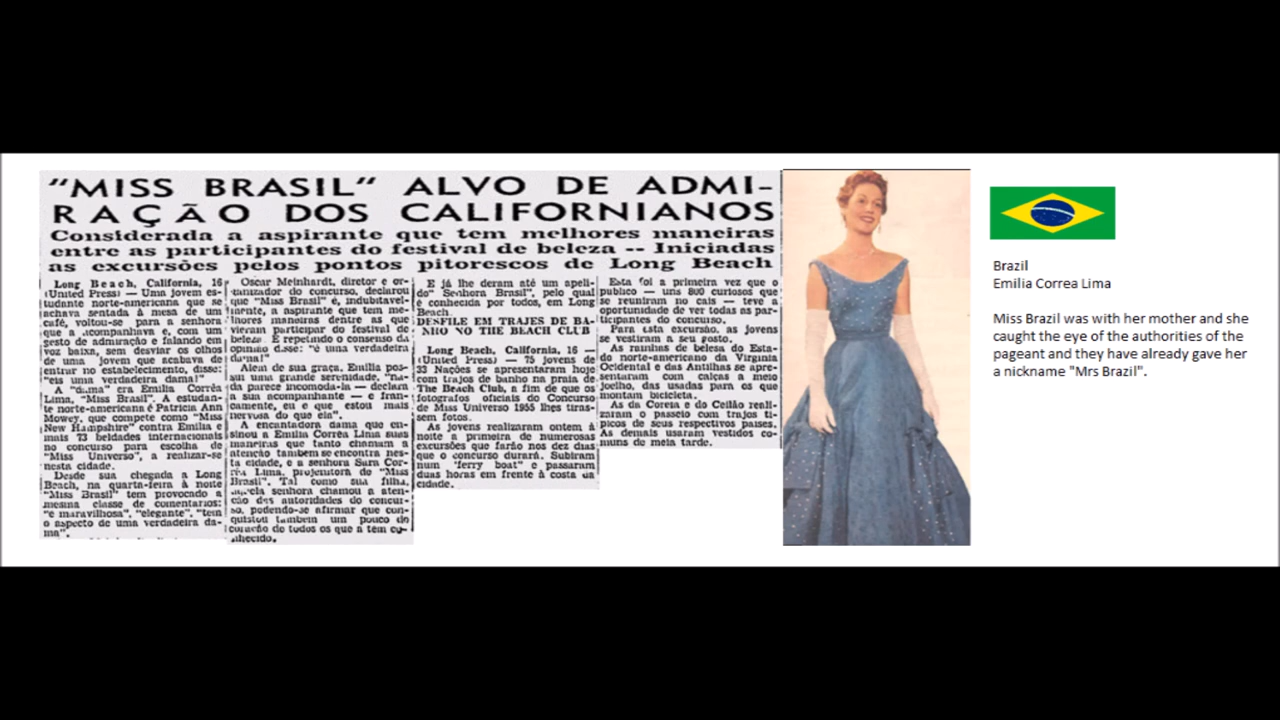 "MISS BRASIL" ALVO DE ADMI-
RAÇÃO DOS CALIFORNIANOS
Considerada a aspirante que tem melhores maneiras
entre as participantes do festival de beleza -- Iniciadas
as excursões pelos pontos pitorescos de Long Beach
Long Beach, California, 16
(United Press) — Uma jovem es-
tudante norte-americana que se
achava sentada à mesa de um
café, voltou-se para a senhora
que a acompanhava e, com um
gesto de admiração e falando em
voz baixa, sem desviar os olhos
de uma jovem que acabava de
entrar no estabelecimento, disse:
"eis uma verdadeira dama!"
A "dama" era Emilia Corrêa
Lima, "Miss Brasil". A estudan-
te norte-americana é Patricia Ann
Mowey, que compete como "Miss
New Hampshire" contra Emilia e
mais 73 beldades internacionais
no concurso para escolha de
"Miss Universo", a realizar-se
nesta cidade.
Desde sua chegada a Long
Beach, na quarta-feira à noite
"Miss Brasil" tem provocado a
mesma classe de comentarios:
"e maravilhosa", "elegante", "tem
o aspecto de uma verdadeira da-
ma".
Oscar Meinhardt, diretor e or-
ganizador do concurso, declarou
que "Miss Brasil" é, indubitavel-
mente, a aspirante que tem me-
lhores maneiras dentre as que
vieram participar do festival de
beleza. E repetindo o consenso da
opinião disse: "é uma verdadeira
dama!"
Alem de sua graça, Emilia pos-
sui uma grande serenidade. "na-
da parece incomoda-la — declara
a sua acompanhante — e fran-
camente, eu e que estou mais
nervosa do que ela".
A encantadora dama que en-
sinou a Emilia Corrêa Lima suas
maneiras que tanto chamam a
atenção tambem se encontra nes-
ta cidade, e a senhora Sara Cor-
rêa Lima, projenitora do "Miss
Brasil". Tal como sua filha,
aquela senhora chamou a aten-
ção das autoridades do concur-
so, podendo-se afirmar que con-
quistou tambem um pouco do
coração de todos os que a têm co-
nhecido.
E já lhe deram até um apeli-
do" Senhora Brasil", pelo qual
é conhecida por todos, em Long
Beach.
DESFILE EM TRAJES DE BA-
NHO NO THE BEACH CLUB
Long Beach, California, 16 —
(United Press) — 75 jovens de
33 Nações se apresentaram hoje
com trajos de banho na praia de
The Beach Club, a fim de que os
fotografos oficiais do Concurso
de Miss Universo 1955 lhes tiras-
sem fotos.
As jovens realizaram ontem à
noite a primeira de numerosas
excursões que farão nos dez dias
que o concurso durará. Subiram
num "ferry boat" e passaram
duas horas em frente à costa da
cidade.
Esta foi a primeira vez que o
publico — uns 800 curiosos que
se reuniram no cais — teve a
oportunidade de ver todas as par-
ticipantes do concurso.
Para esta excursão, as jovens
se vestiram a seu gosto.
As rainhas de belesa do Esta-
do norte-americano da Virginia
Ocidental e das Antilhas se apre-
sentaram com calças a meio
joelho, das usadas para os que
montam bicicleta.
As da Coreia e do Ceilão reali-
zaram o passeio com trajos ti-
picos de seus respectivos paises.
As demais usaram vestidos co-
muns de meia tarde.
Brazil
Emilia Correa Lima
Miss Brazil was with her mother and she
caught the eye of the authorities of the
pageant and they have already gave her
a nickname "Mrs Brazil".